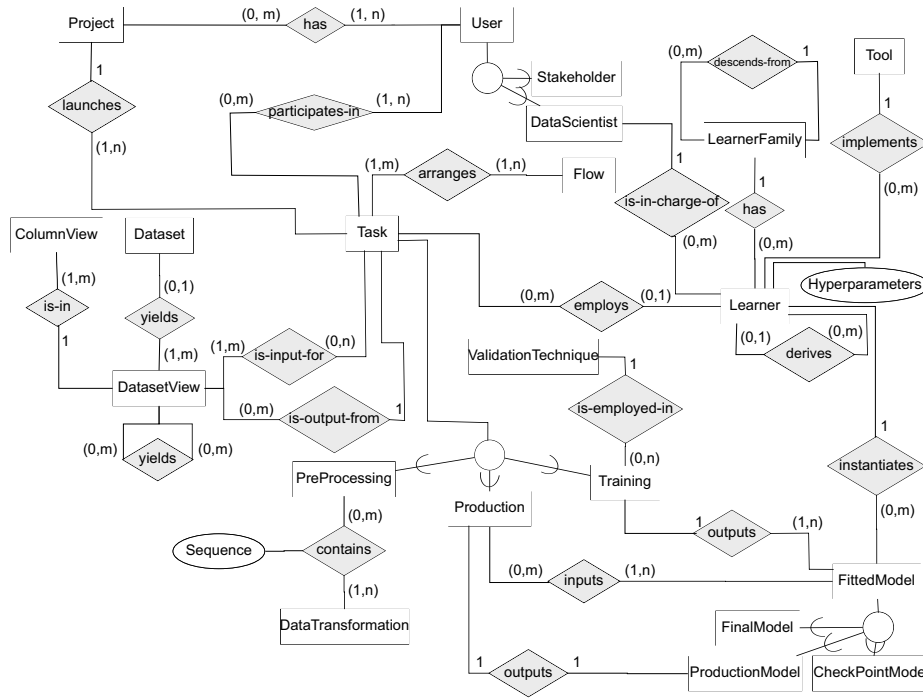 Project
(0, m)
has
(1, n)
User
1
launches
(1,n)
(0,m)
participates-in
(1, n)
Stakeholder
DataScientist
(0,m)
descends-from
1
Tool
LearnerFamily
1
implements
(0,m)
(1,m)
arranges
(1,n)
Flow
1
is-in-charge-of
(0,m)
1
has
(0,m)
ColumnView
Dataset
Task
(1,m)
is-in
1
(0,1)
yields
(1,m)
Hyperparameters
(0,m)
employs
(0,1)
Learner
(0,1)
derives
(0,m)
(1,m)
is-input-for
(0,n)
ValidationTechnique
1
DatasetView
(0,m)
is-output-from
1
is-employed-in
(0,n)
(0,m)
yields
(0,m)
1
instantiates
(0,m)
PreProcessing
Production
Training
(0,m)
Sequence
contains
(1,n)
DataTransformation
1
outputs
(1,n)
(0,m)
inputs
(1,n)
FittedModel
FinalModel
1
outputs
1
ProductionModel
CheckPointMode